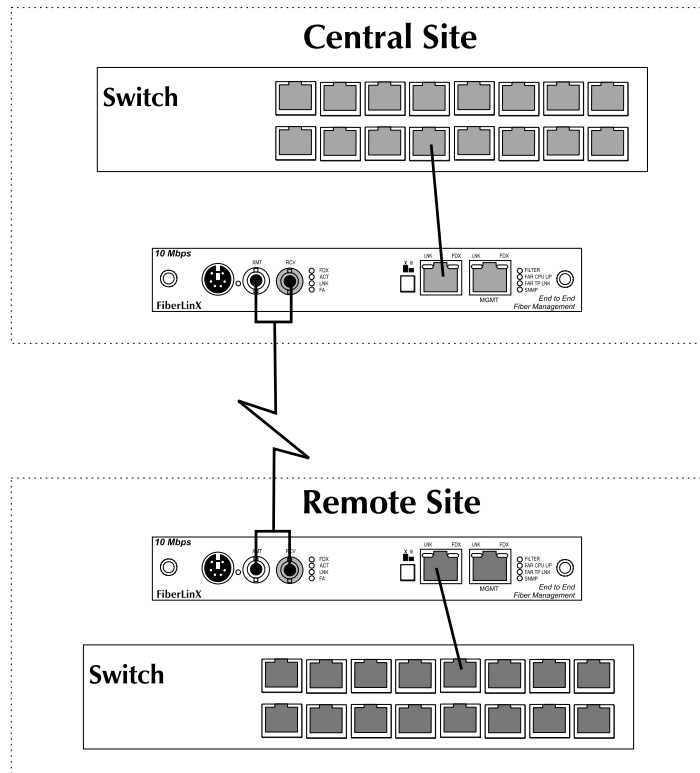 Central Site
Switch
10 Mbps
XMT RCV
FDX
ACT
LNK
FA
X II
LNK FDX LNK FDX
FILTER
FAR CPU UP
FAR TP LNK
SNMP
MGMT
FiberLinX
End to End
Fiber Management
Remote Site
10 Mbps
XMT RCV
FDX
ACT
LNK
FA
X II
LNK FDX LNK FDX
FILTER
FAR CPU UP
FAR TP LNK
SNMP
MGMT
FiberLinX
End to End
Fiber Management
Switch